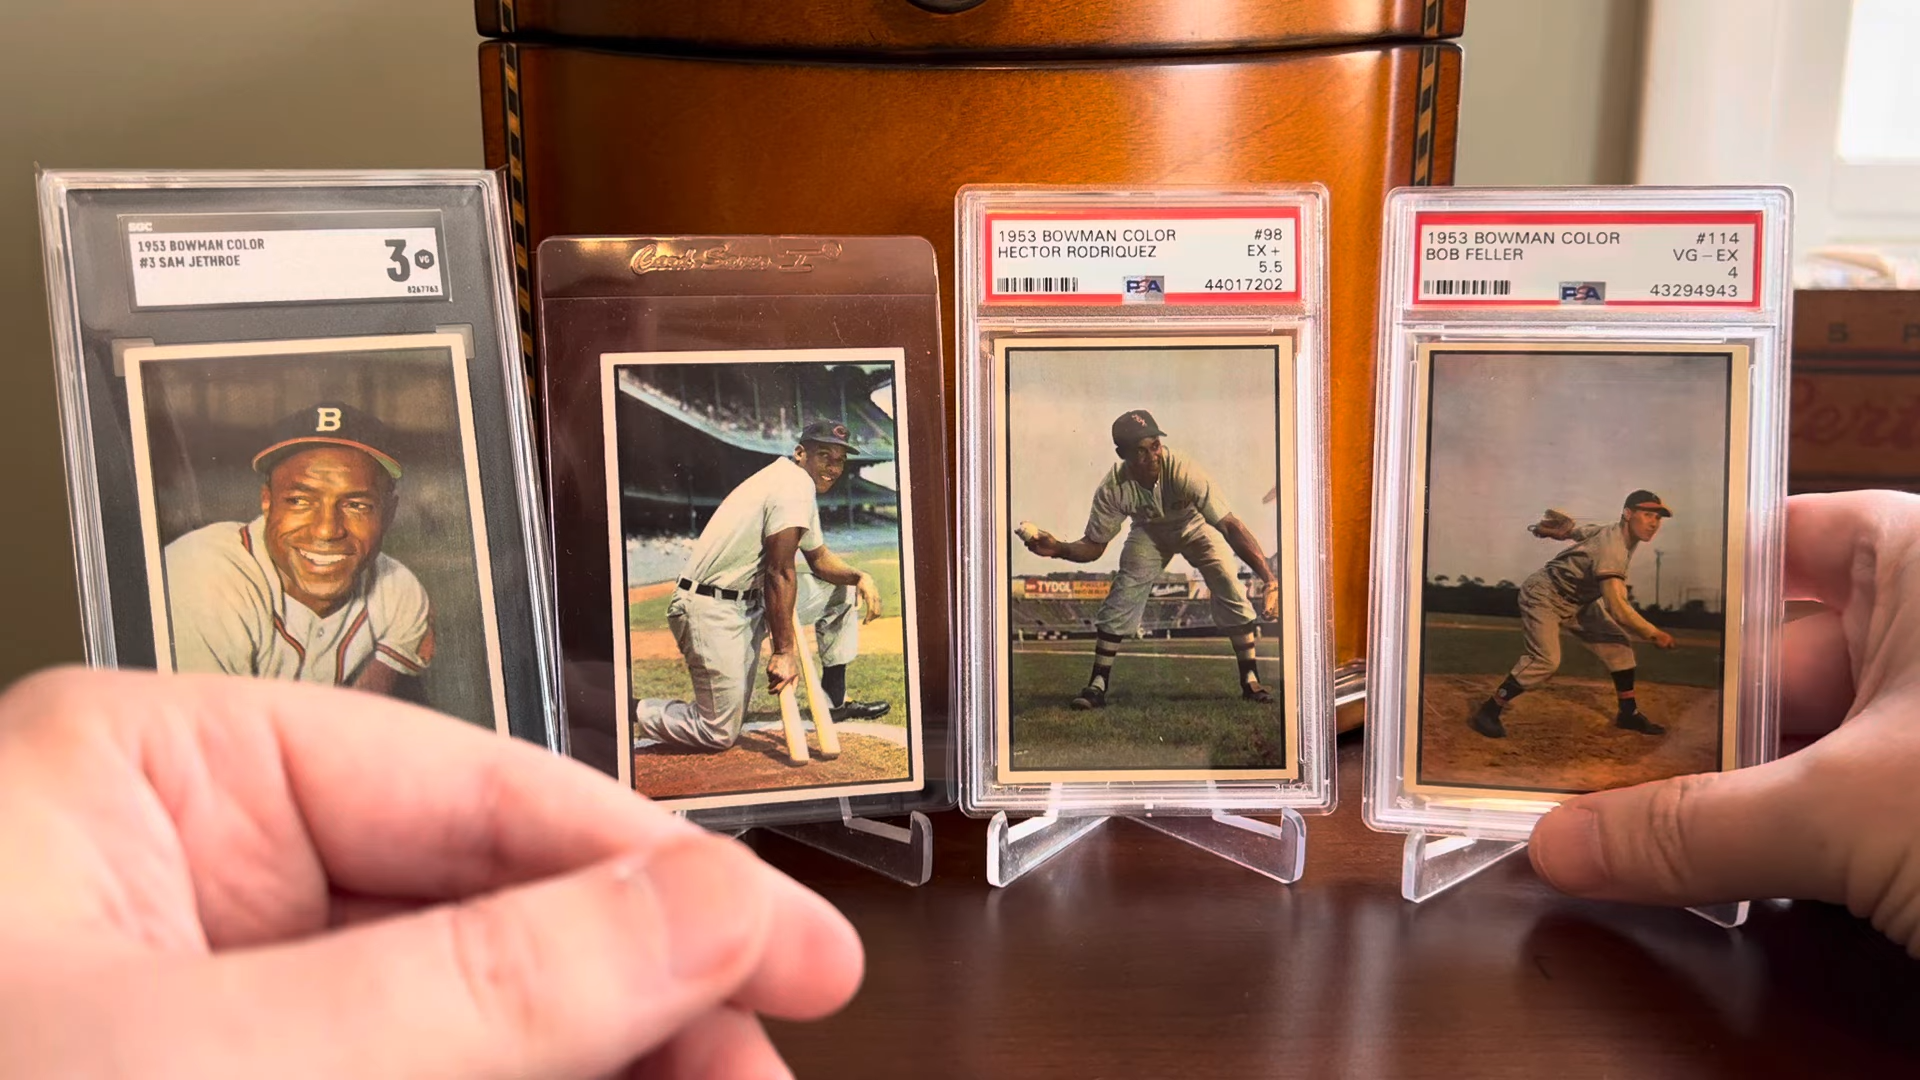 SGC
1953 BOWMAN COLOR
#3 SAM JETHROE
3
VG
8267763
B
Card Saver II
1953 BOWMAN COLOR #98
HECTOR RODRIQUEZ EX +
5.5
PSA 44017202
TYDOL
1953 BOWMAN COLOR #114
BOB FELLER VG-EX
4
PSA 43294943